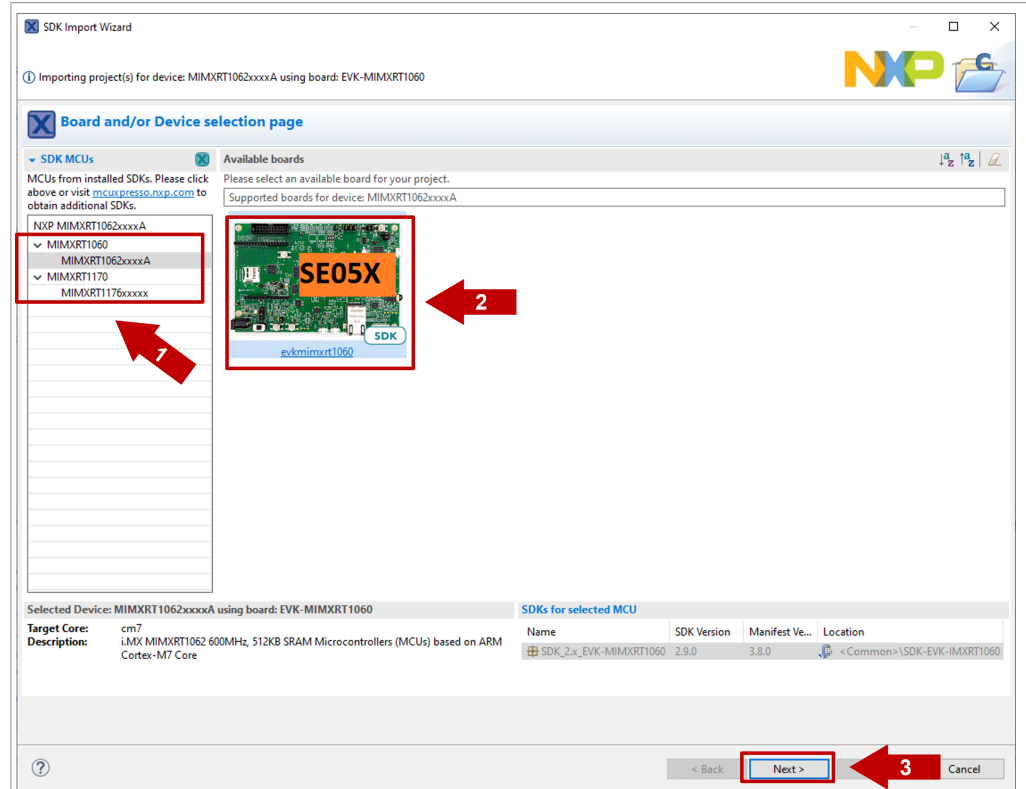 SDK Import Wizard
Importing project(s) for device: MIMXRT1062xxxxA using board: EVK-MIMXRT1060
NXP
C
Board and/or Device selection page
SDK MCUs
MCUs from installed SDKs. Please click
above or visit mcuxpresso.nxp.com to
obtain additional SDKs.
NXP MIMXRT1062xxxxA
MIMXRT1060
MIMXRT1062xxxxA
MIMXRT1170
MIMXRT1176xxxxx
1
Available boards
Please select an available board for your project.
Supported boards for device: MIMXRT1062xxxxA
SE05X
SDK
evkmimxrt1060
2
Selected Device: MIMXRT1062xxxxA using board: EVK-MIMXRT1060
Target Core: cm7
Description: i.MX MIMXRT1062 600MHz, 512KB SRAM Microcontrollers (MCUs) based on ARM
Cortex-M7 Core
SDKs for selected MCU
Name SDK Version Manifest Ve... Location
SDK_2.x_EVK-MIMXRT1060 2.9.0 3.8.0 <Common>\SDK-EVK-IMXRT1060
? < Back Next > 3 Cancel